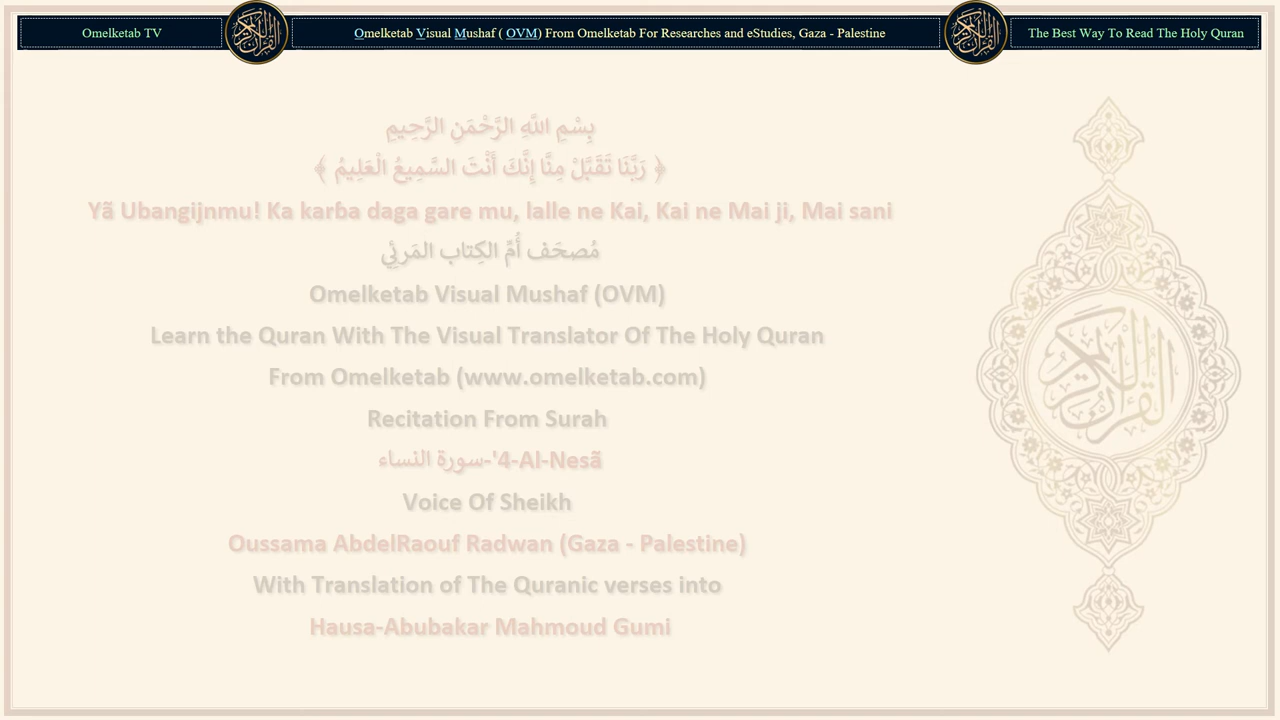 Omelketab TV
Omelketab Visual Mushaf ( OVM) From Omelketab For Researches and eStudies, Gaza - Palestine
The Best Way To Read The Holy Quran
بِسْمِ اللَّهِ الرَّحْمَنِ الرَّحِيمِ
﴿ رَبَّنَا تَقَبَّلْ مِنَّا إِنَّكَ أَنْتَ السَّمِيعُ الْعَلِيمُ ﴾
Yã Ubangijnmu! Ka karɓa daga gare mu, lalle ne Kai, Kai ne Mai ji, Mai sani
مُصحَف أُمِّ الكِتاب المَرئِي
Omelketab Visual Mushaf (OVM)
Learn the Quran With The Visual Translator Of The Holy Quran
From Omelketab (www.omelketab.com)
Recitation From Surah
سورة النساء-'4-Al-Nesã
Voice Of Sheikh
Oussama AbdelRaouf Radwan (Gaza - Palestine)
With Translation of The Quranic verses into
Hausa-Abubakar Mahmoud Gumi
القرآن الكريم